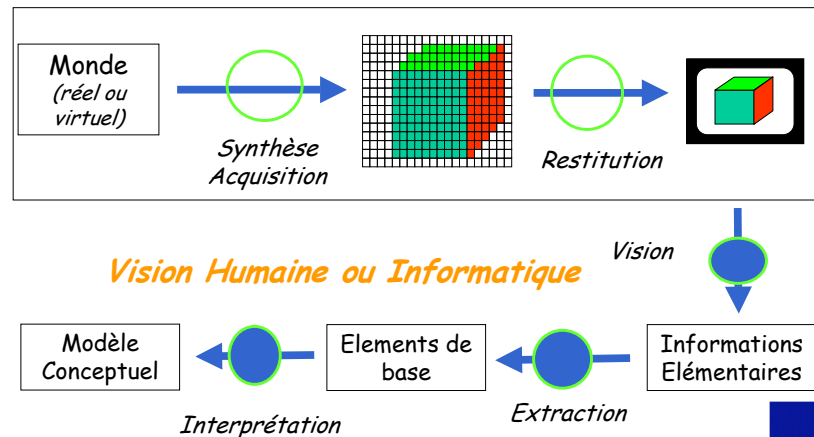 Monde
(réel ou
virtuel)
Synthèse
Acquisition
Restitution
Vision
Vision Humaine ou Informatique
Modèle
Conceptuel
Elements de
base
Informations
Elémentaires
Interprétation
Extraction